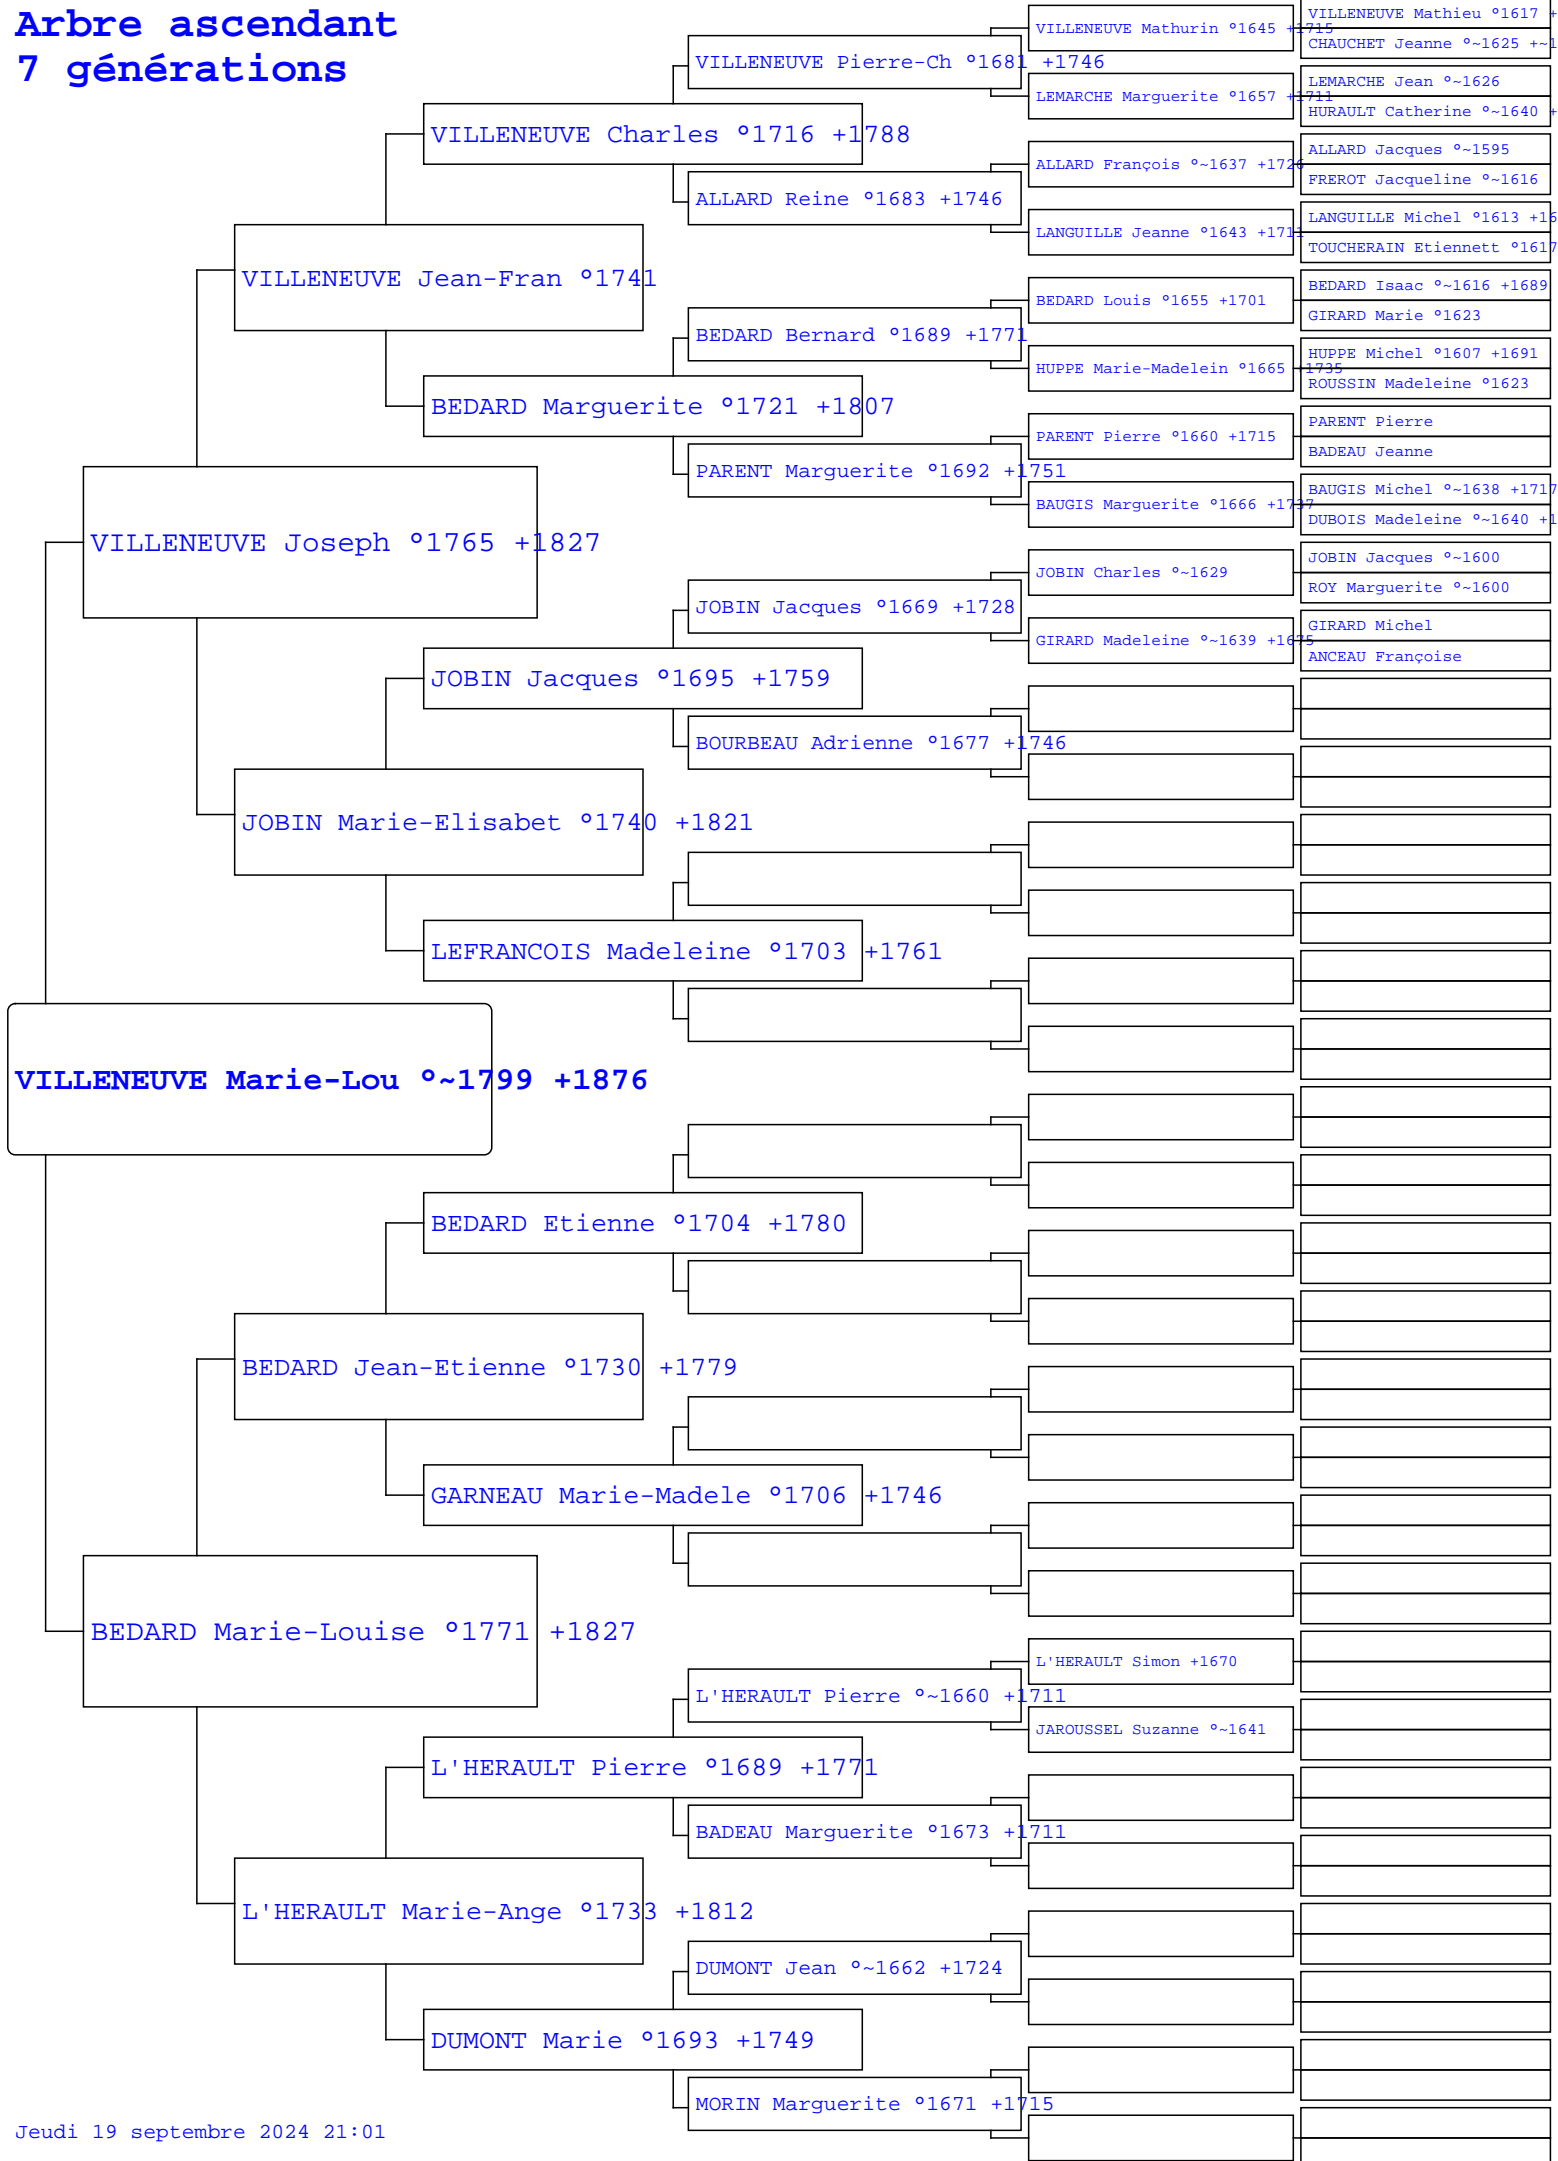 Arbre ascendant
7 générations
VILLENEUVE Marie-Lou °~1799 +1876
VILLENEUVE Joseph °1765 +1827
BEDARD Marie-Louise °1771 +1827
VILLENEUVE Jean-Fran °1741
JOBIN Marie-Elisabet °1740 +1821
BEDARD Jean-Etienne °1730 +1779
L'HERAULT Marie-Ange °1733 +1812
VILLENEUVE Charles °1716 +1788
BEDARD Marguerite °1721 +1807
JOBIN Jacques °1695 +1759
LEFRANCOIS Madeleine °1703 +1761
BEDARD Etienne °1704 +1780
GARNEAU Marie-Madele °1706 +1746
L'HERAULT Pierre °1689 +1771
DUMONT Marie °1693 +1749
VILLENEUVE Pierre-Ch °1681 +1746
ALLARD Reine °1683 +1746
BEDARD Bernard °1689 +1771
PARENT Marguerite °1692 +1751
JOBIN Jacques °1669 +1728
BOURBEAU Adrienne °1677 +1746
L'HERAULT Pierre °~1660 +1711
BADEAU Marguerite °1673 +1711
DUMONT Jean °~1662 +1724
MORIN Marguerite °1671 +1715
VILLENEUVE Mathurin °1645 +1715
LEMARCHE Marguerite °1657 +1711
ALLARD François °~1637 +1726
LANGUILLE Jeanne °1643 +1711
BEDARD Louis °1655 +1701
HUPPE Marie-Madelein °1665 +1735
PARENT Pierre °1660 +1715
BAUGIS Marguerite °1666 +1737
JOBIN Charles °~1629
GIRARD Madeleine °~1639 +1675
L'HERAULT Simon +1670
JAROUSSEL Suzanne °~1641
VILLENEUVE Mathieu °1617 +
CHAUCHET Jeanne °~1625 +~1
LEMARCHE Jean °~1626
HURAULT Catherine °~1640 +
ALLARD Jacques °~1595
FREROT Jacqueline °~1616
LANGUILLE Michel °1613 +16
TOUCHERAIN Etiennett °1617
BEDARD Isaac °~1616 +1689
GIRARD Marie °1623
HUPPE Michel °1607 +1691
ROUSSIN Madeleine °1623
PARENT Pierre
BADEAU Jeanne
BAUGIS Michel °~1638 +1717
DUBOIS Madeleine °~1640 +1
JOBIN Jacques °~1600
ROY Marguerite °~1600
GIRARD Michel
ANCEAU Françoise
Jeudi 19 septembre 2024 21:01